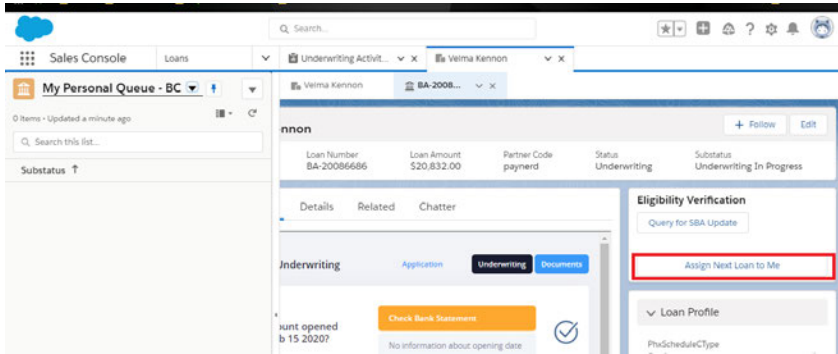 Search...
Sales Console
Loans
Underwriting Activit...
Velma Kennon
My Personal Queue - BC
Velma Kennon
BA-2008...
0 items • Updated a minute ago
Search this list...
Substatus ↑
nnon
+ Follow
Edit
Loan Number
Loan Amount
Partner Code
Status
Substatus
BA-20086686
$20,832.00
paynerd
Underwriting
Underwriting In Progress
Details
Related
Chatter
Eligibility Verification
Query for SBA Update
Assign Next Loan to Me
Underwriting
Application
Underwriting
Documents
Loan Profile
Check Bank Statement
unt opened
b 15 2020?
No information about opening date
PhxScheduleCType